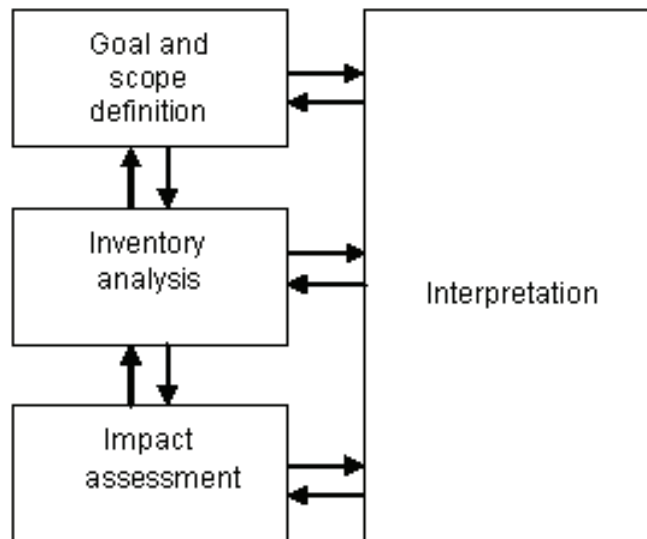 Goal and
scope
definition
Inventory
analysis
Interpretation
Impact
assessment